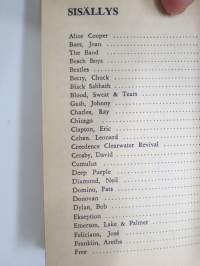 SISÄLLYS
Alice Cooper
Baez, Joan
The Band
Beach Boys
Beatles
Berry, Chuck
Black Sabbath
Blood, Sweat & Tears
Cash, Johnny
Charles, Ray
Chicago
Clapton, Eric
Cohen, Leonard
Creedence Clearwater Revival
Crosby, David
Cumulus
Deep Purple
Diamond, Neil
Domino, Fats
Donovan
Dylan, Bob
Ekseption
Emerson, Lake & Palmer
Feliciano, José
Franklin, Aretha
Free